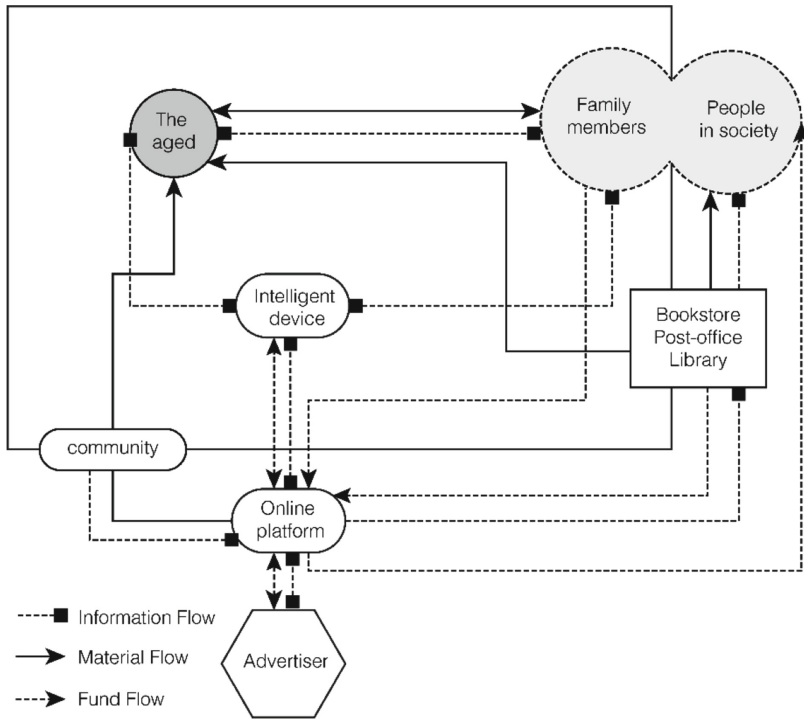 The
aged
Family
members
People
in society
Intelligent
device
Bookstore
Post-office
Library
community
Online
platform
Advertiser
Information Flow
Material Flow
Fund Flow